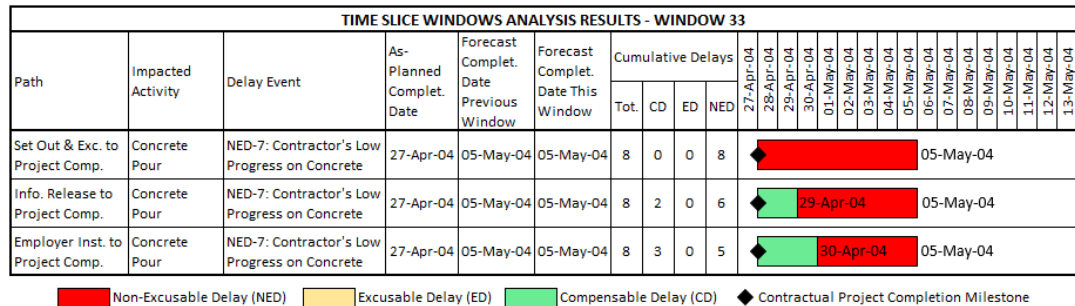 TIME SLICE WINDOWS ANALYSIS RESULTS - WINDOW 33
Path
Impacted
Activity
Delay Event
As-
Planned
Complet.
Date
Forecast
Complet.
Date
Previous
Window
Forecast
Complet.
Date This
Window
Cumulative Delays
Tot. CD ED NED
27-Apr-04
28-Apr-04
29-Apr-04
30-Apr-04
01-May-04
02-May-04
03-May-04
04-May-04
05-May-04
06-May-04
07-May-04
08-May-04
09-May-04
10-May-04
11-May-04
12-May-04
13-May-04
Set Out & Exc. to
Project Comp.
Concrete
Pour
NED-7: Contractor's Low
Progress on Concrete
27-Apr-04 05-May-04 05-May-04 8 0 0 8
05-May-04
Info. Release to
Project Comp.
Concrete
Pour
NED-7: Contractor's Low
Progress on Concrete
27-Apr-04 05-May-04 05-May-04 8 2 0 6
29-Apr-04 05-May-04
Employer Inst. to
Project Comp.
Concrete
Pour
NED-7: Contractor's Low
Progress on Concrete
27-Apr-04 05-May-04 05-May-04 8 3 0 5
30-Apr-04 05-May-04
Non-Excusable Delay (NED) Excusable Delay (ED) Compensable Delay (CD) Contractual Project Completion Milestone